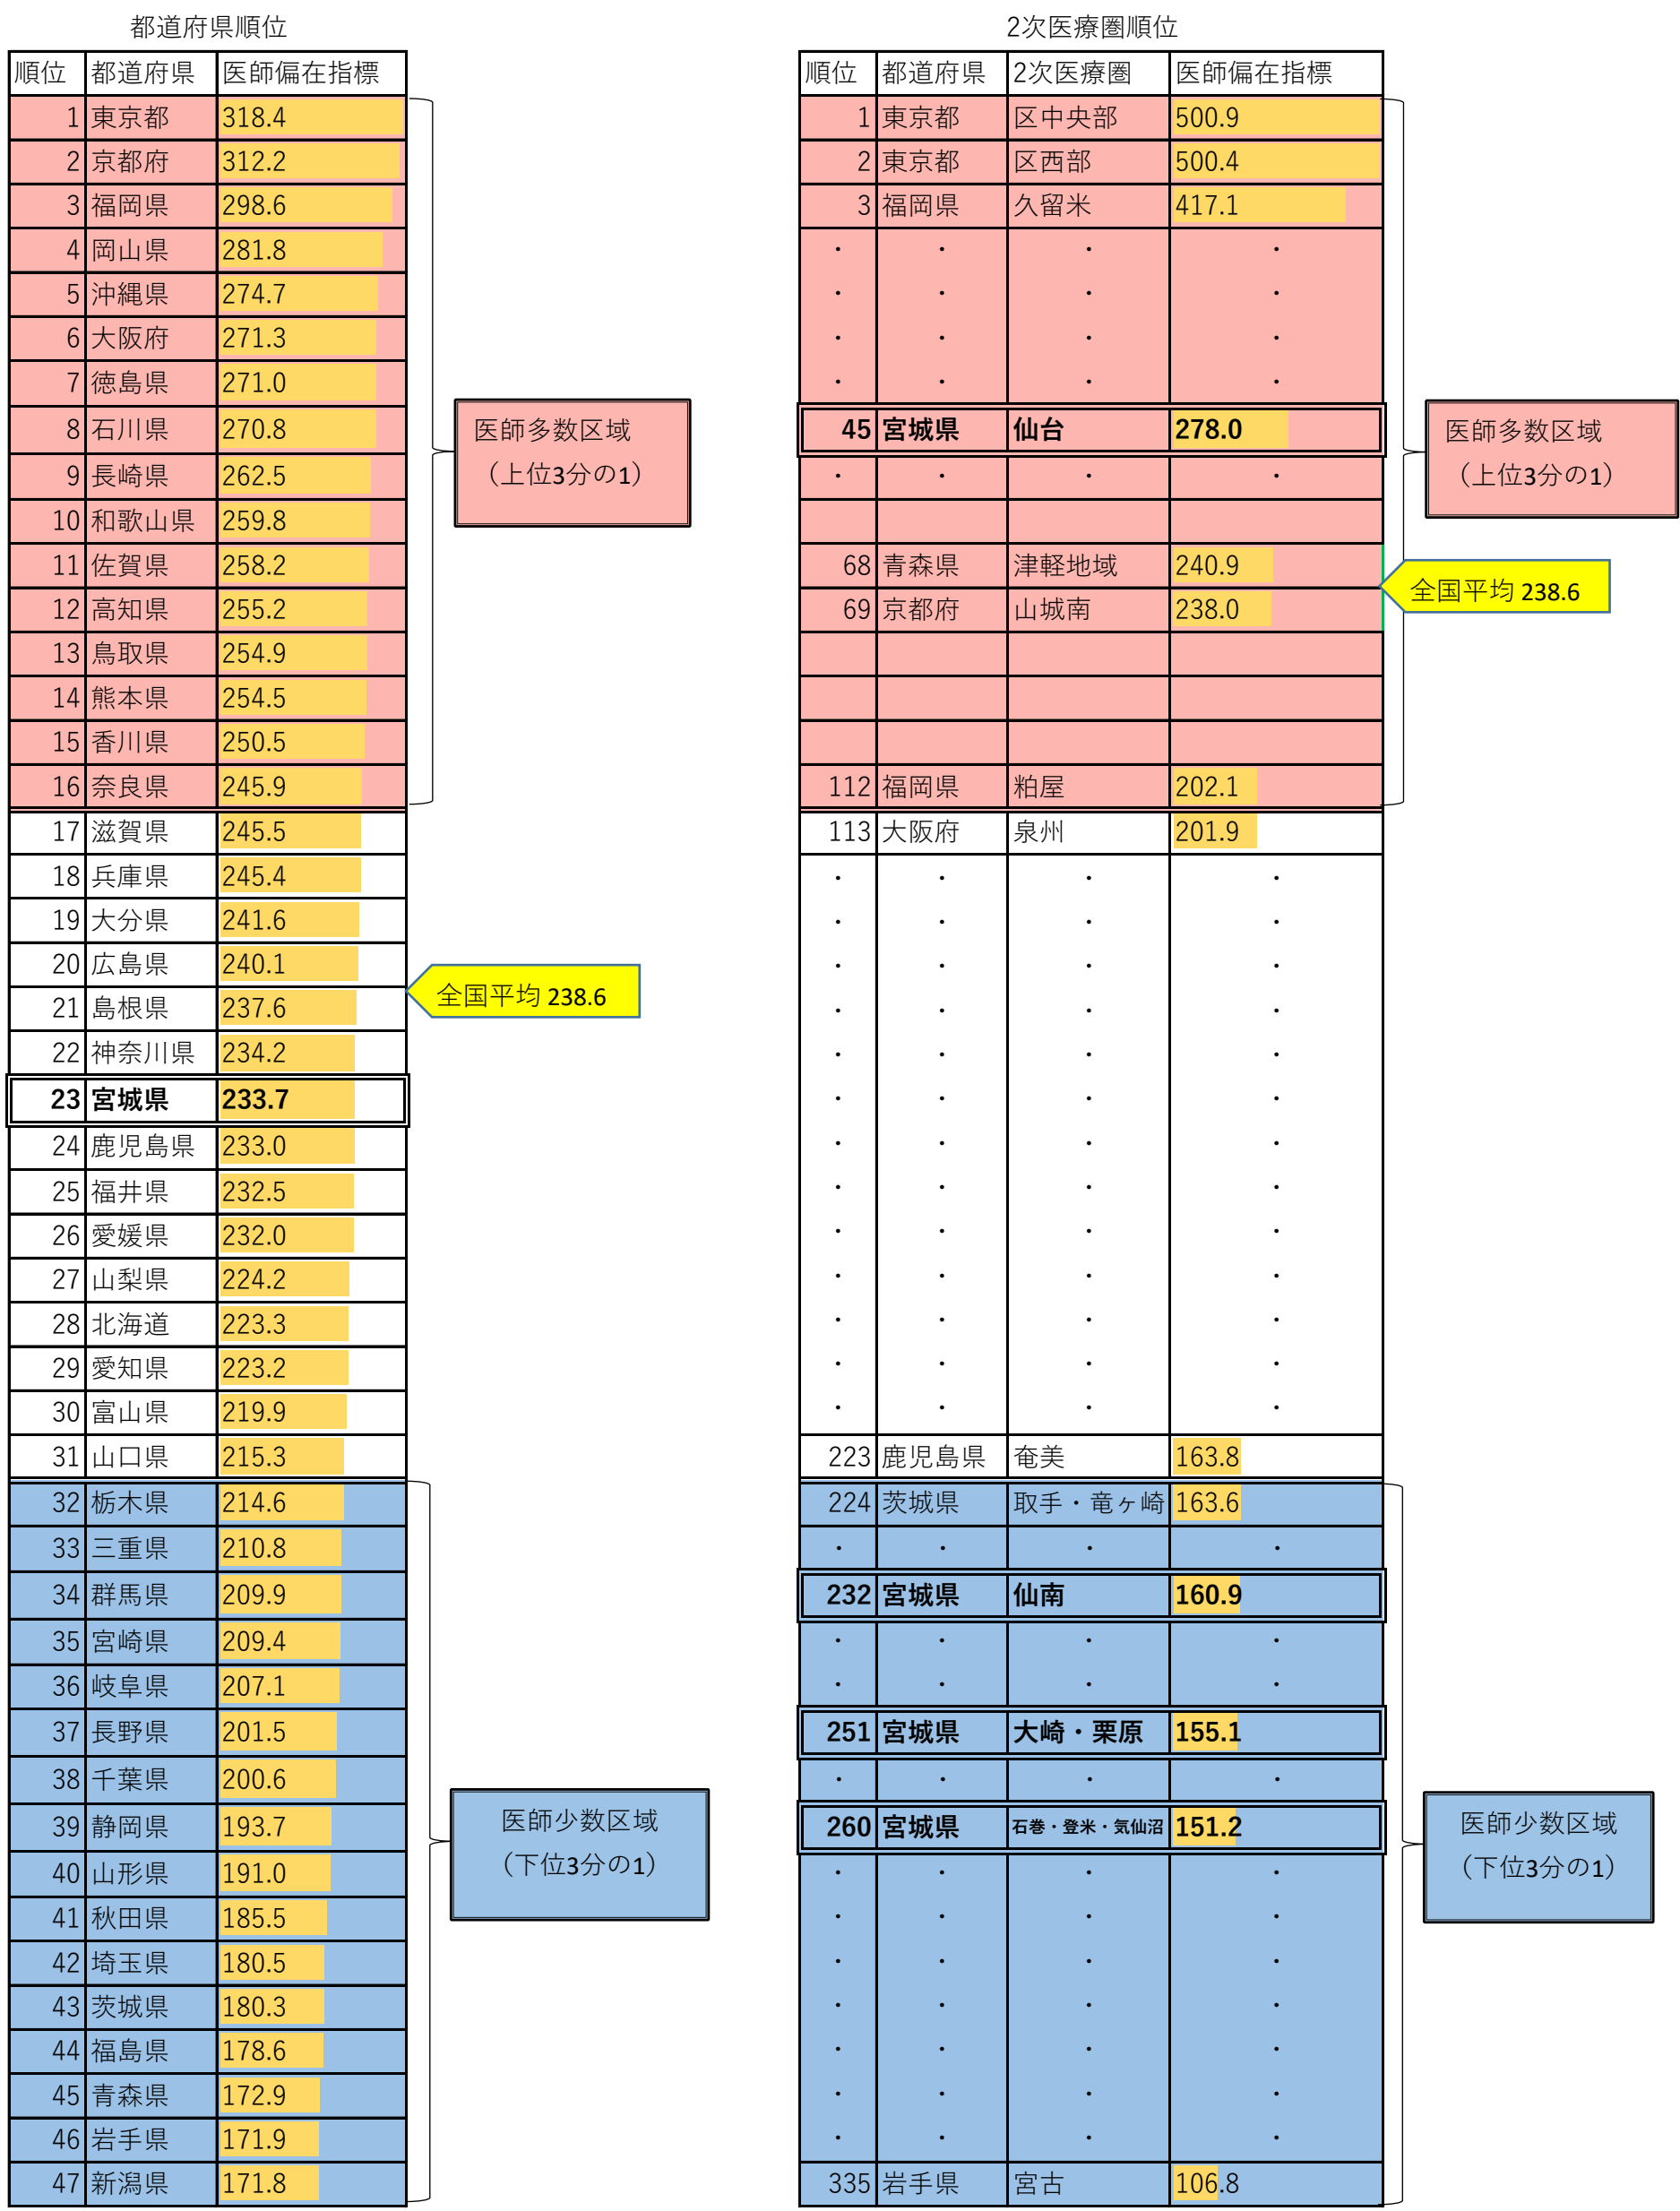 都道府県順位
順位 都道府県 医師偏在指標
1 東京都 318.4
2 京都府 312.2
3 福岡県 298.6
4 岡山県 281.8
5 沖縄県 274.7
6 大阪府 271.3
7 徳島県 271.0
8 石川県 270.8
9 長崎県 262.5
10 和歌山県 259.8
11 佐賀県 258.2
12 高知県 255.2
13 鳥取県 254.9
14 熊本県 254.5
15 香川県 250.5
16 奈良県 245.9
17 滋賀県 245.5
18 兵庫県 245.4
19 大分県 241.6
20 広島県 240.1
21 島根県 237.6
22 神奈川県 234.2
23 宮城県 233.7
24 鹿児島県 233.0
25 福井県 232.5
26 愛媛県 232.0
27 山梨県 224.2
28 北海道 223.3
29 愛知県 223.2
30 富山県 219.9
31 山口県 215.3
32 栃木県 214.6
33 三重県 210.8
34 群馬県 209.9
35 宮崎県 209.4
36 岐阜県 207.1
37 長野県 201.5
38 千葉県 200.6
39 静岡県 193.7
40 山形県 191.0
41 秋田県 185.5
42 埼玉県 180.5
43 茨城県 180.3
44 福島県 178.6
45 青森県 172.9
46 岩手県 171.9
47 新潟県 171.8
医師多数区域
（上位3分の1）
全国平均 238.6
医師少数区域
（下位3分の1）
2次医療圏順位
順位 都道府県 2次医療圏 医師偏在指標
1 東京都 区中央部 500.9
2 東京都 区西部 500.4
3 福岡県 久留米 417.1
・ ・ ・ ・
・ ・ ・ ・
・ ・ ・ ・
・ ・ ・ ・
45 宮城県 仙台 278.0
・ ・ ・ ・
68 青森県 津軽地域 240.9
69 京都府 山城南 238.0
112 福岡県 粕屋 202.1
113 大阪府 泉州 201.9
・ ・ ・ ・
・ ・ ・ ・
・ ・ ・ ・
・ ・ ・ ・
・ ・ ・ ・
・ ・ ・ ・
・ ・ ・ ・
・ ・ ・ ・
・ ・ ・ ・
・ ・ ・ ・
・ ・ ・ ・
・ ・ ・ ・
・ ・ ・ ・
223 鹿児島県 奄美 163.8
224 茨城県 取手・竜ヶ崎 163.6
・ ・ ・ ・
232 宮城県 仙南 160.9
・ ・ ・ ・
・ ・ ・ ・
251 宮城県 大崎・栗原 155.1
・ ・ ・ ・
260 宮城県 石巻・登米・気仙沼 151.2
・ ・ ・ ・
・ ・ ・ ・
・ ・ ・ ・
・ ・ ・ ・
・ ・ ・ ・
・ ・ ・ ・
・ ・ ・ ・
335 岩手県 宮古 106.8
医師多数区域
（上位3分の1）
全国平均 238.6
医師少数区域
（下位3分の1）